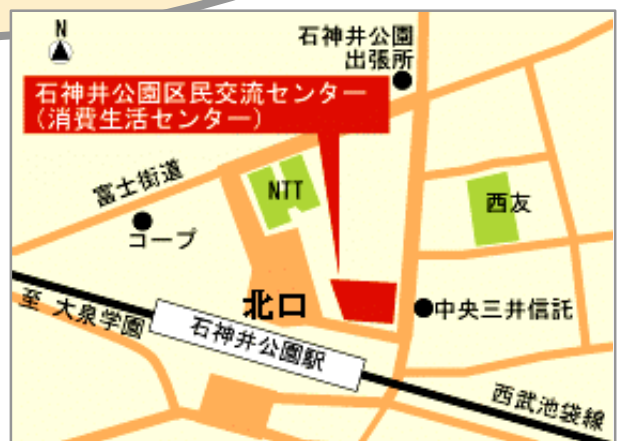 N
石神井公園
出張所
石神井公園区民交流センター
(消費生活センター)
富士街道
NTT
西友
コープ
北口
中央三井信託
至 大泉学園
石神井公園駅
西武池袋線